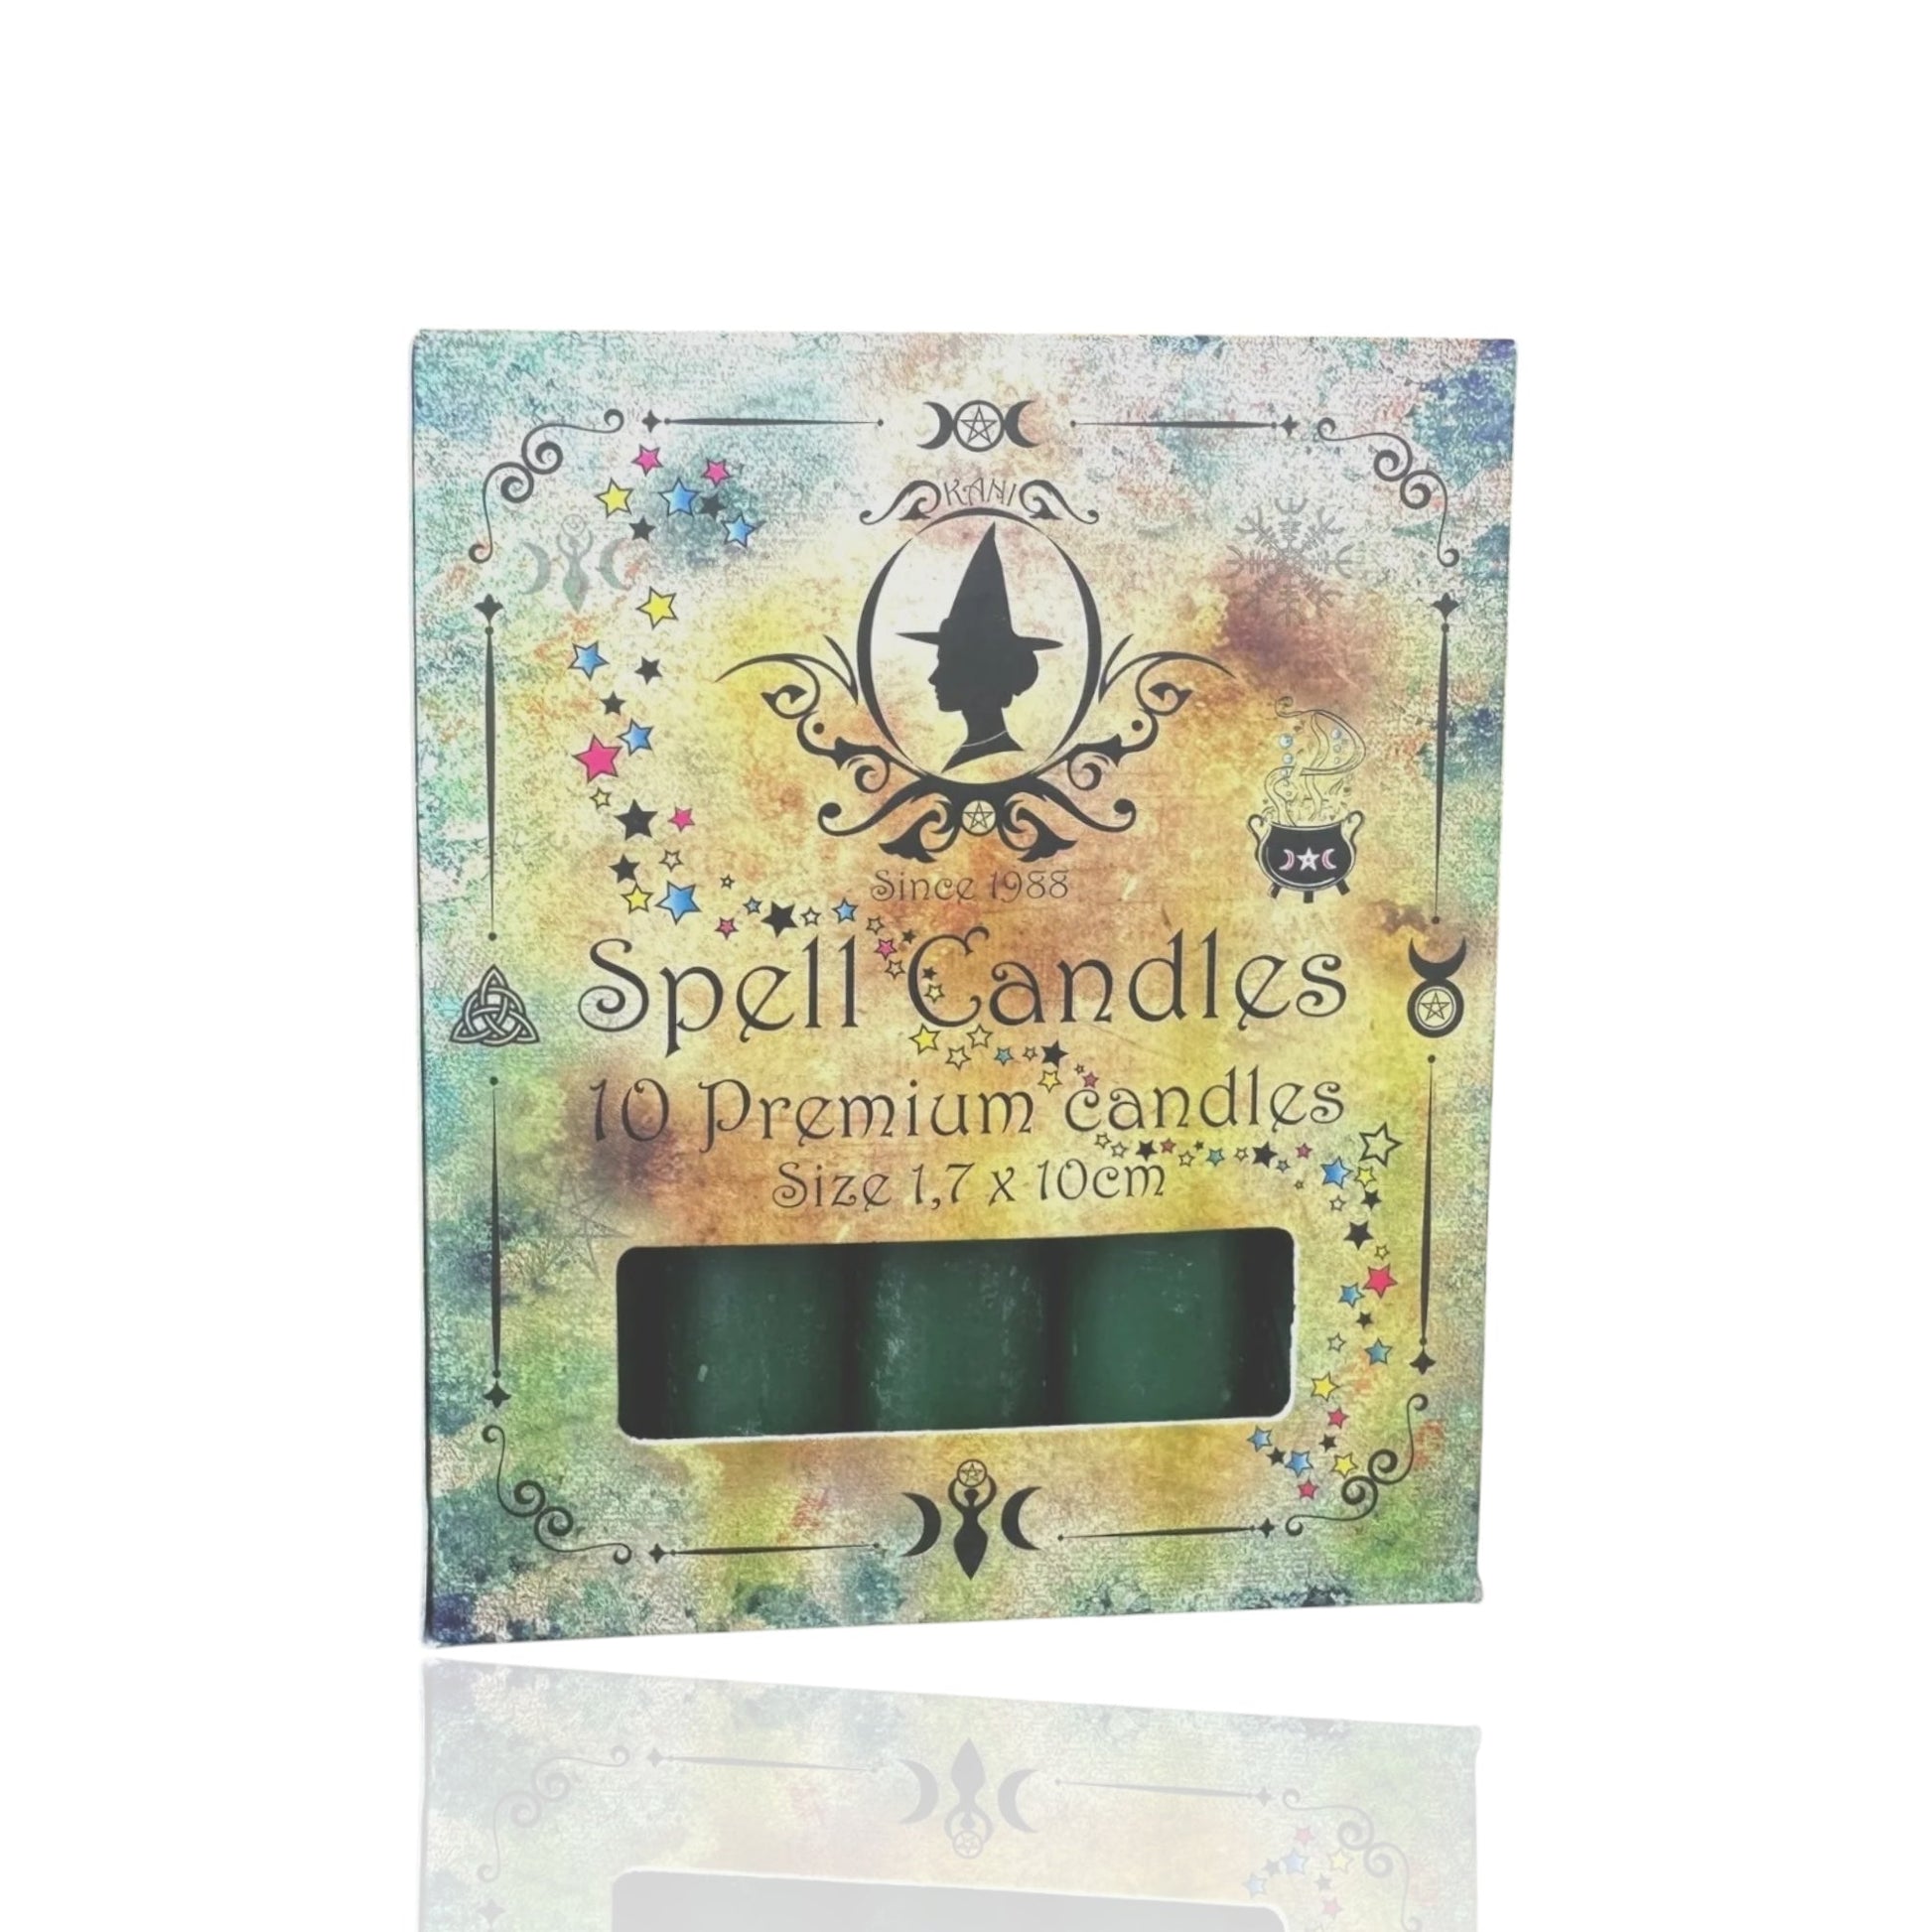 KANI
Since 1988
Spell Candles
10 Premium candles
Size 1,7 x 10cm